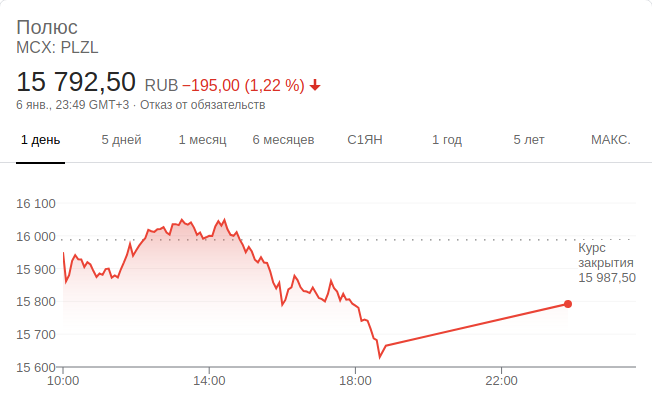 Полюс
MCX: PLZL
15 792,50 RUB −195,00 (1,22 %)
6 янв., 23:49 GMT+3 · Отказ от обязательств
1 день 5 дней 1 месяц 6 месяцев С1ЯН 1 год 5 лет МАКС.
16 100
16 000
15 900
15 800
15 700
15 600
Курс
закрытия
15 987,50
10:00 14:00 18:00 22:00